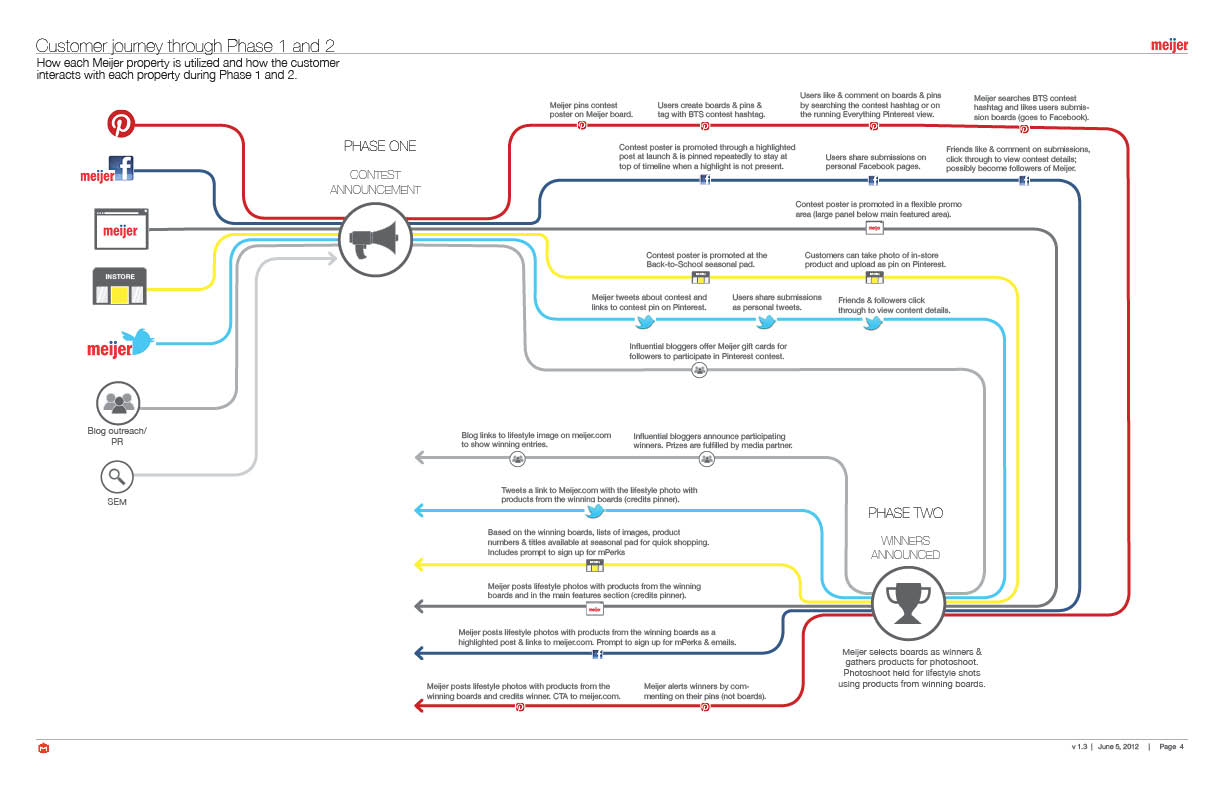 Customer journey through Phase 1 and 2
meijer
How each Meijer property is utilized and how the customer
interacts with each property during Phase 1 and 2.
meijer
meijer
INSTORE
meijer
Blog outreach/
PR
SEM
PHASE ONE
CONTEST
ANNOUNCEMENT
Meijer pins contest
poster on Meijer board.
Users create boards & pins &
tag with BTS contest hashtag.
Users like & comment on boards & pins
by searching the contest hashtag or on
the running Everything Pinterest view.
Meijer searches BTS contest
hashtag and likes users submis-
sion boards (goes to Facebook).
Contest poster is promoted through a highlighted
post at launch & is pinned repeatedly to stay at
top of timeline when a highlight is not present.
Users share submissions on
personal Facebook pages.
Friends like & comment on submissions,
click through to view contest details;
possibly become followers of Meijer.
Contest poster is promoted in a flexible promo
area (large panel below main featured area).
meijer
Contest poster is promoted at the
Back-to-School seasonal pad.
Customers can take photo of in-store
product and upload as pin on Pinterest.
Meijer tweets about contest and
links to contest pin on Pinterest.
Users share submissions
as personal tweets.
Friends & followers click
through to view content details.
Influential bloggers offer Meijer gift cards for
followers to participate in Pinterest contest.
Blog links to lifestyle image on meijer.com
to show winning entries.
Influential bloggers announce participating
winners. Prizes are fulfilled by media partner.
Tweets a link to Meijer.com with the lifestyle photo with
products from the winning boards (credits pinner).
Based on the winning boards, lists of images, product
numbers & titles available at seasonal pad for quick shopping.
Includes prompt to sign up for mPerks
Meijer posts lifestyle photos with products from the winning
boards and in the main features section (credits pinner).
meijer
Meijer posts lifestyle photos with products from the winning boards as a
highlighted post & links to meijer.com. Prompt to sign up for mPerks & emails.
Meijer posts lifestyle photos with products from the
winning boards and credits winner. CTA to meijer.com.
Meijer alerts winners by com-
menting on their pins (not boards).
PHASE TWO
WINNERS
ANNOUNCED
Meijer selects boards as winners &
gathers products for photoshoot.
Photoshoot held for lifestyle shots
using products from winning boards.
v 1.3 | June 5, 2012 | Page 4